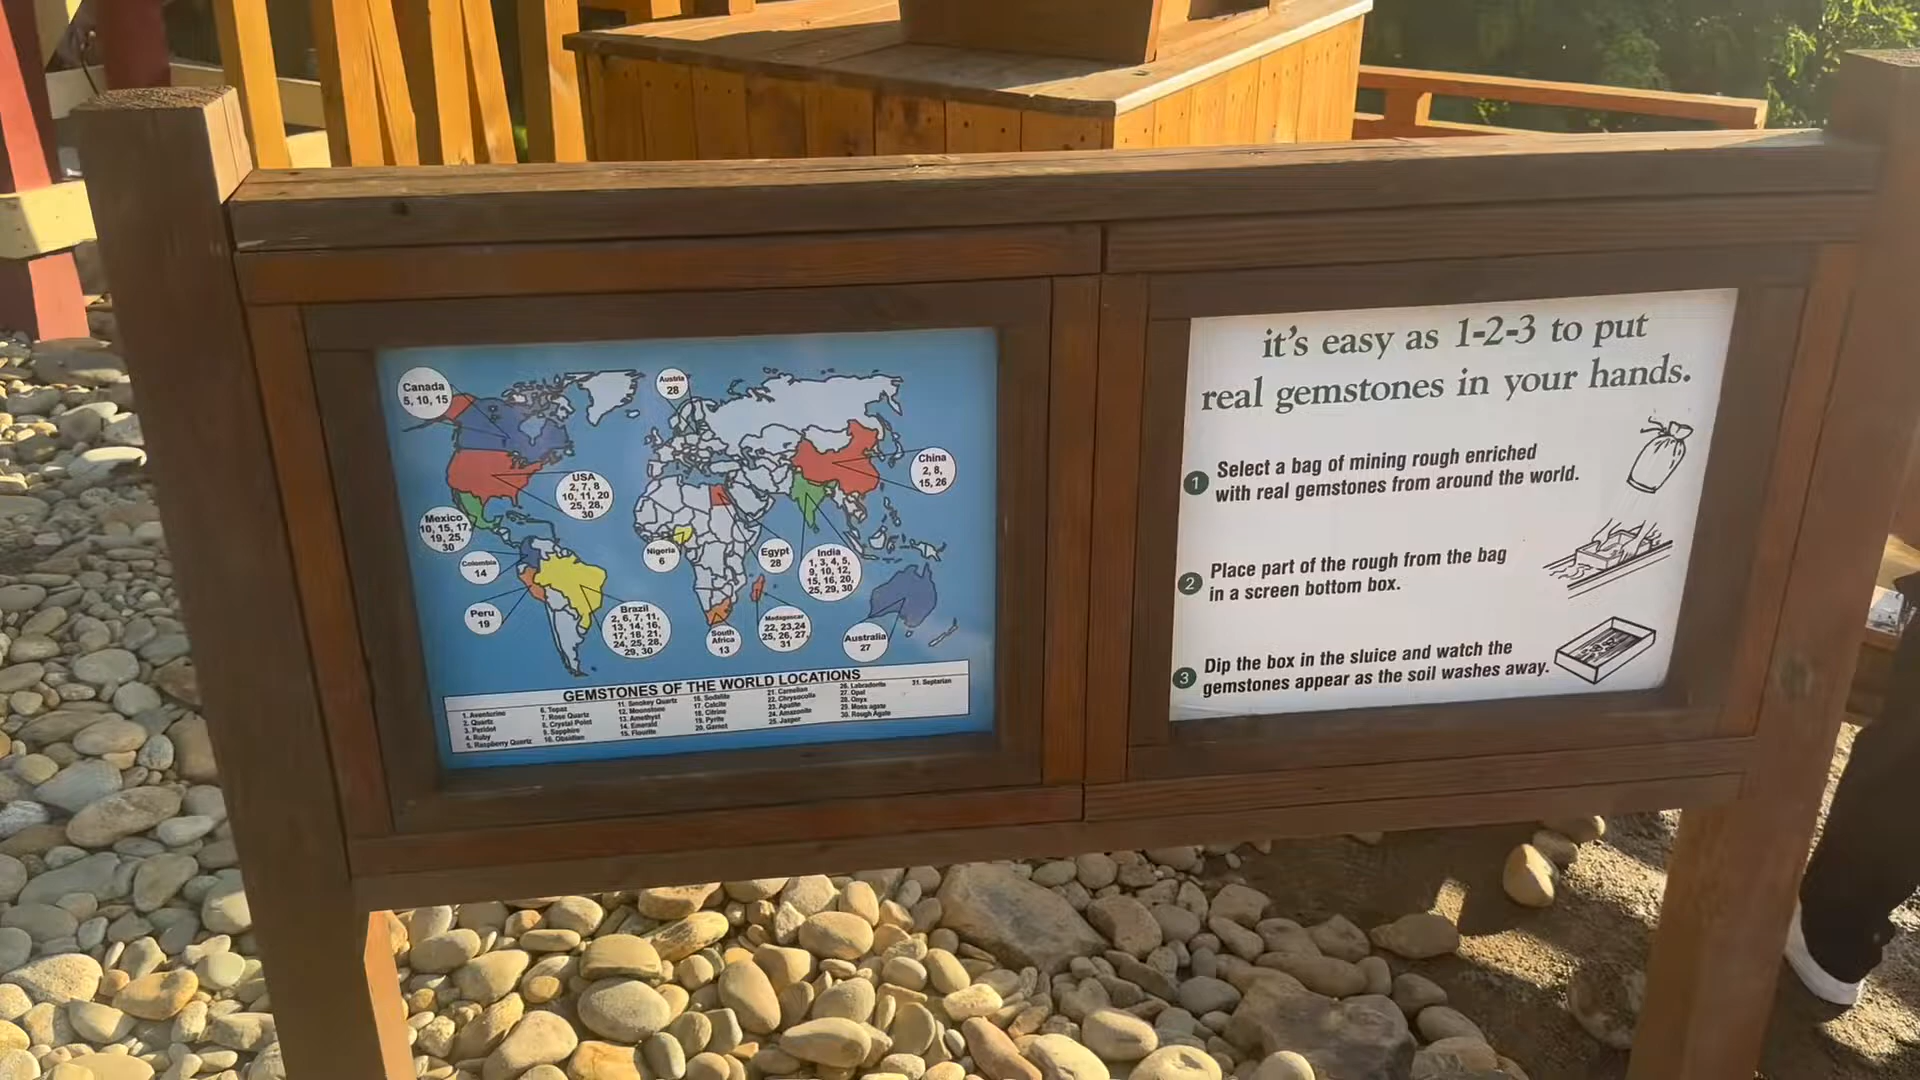 Canada
5, 10, 15
Austria
28
USA
2, 7, 8
10, 11, 20
25, 28,
30
China
2, 8,
15, 26
Mexico
10, 15, 17,
19, 25,
30
Colombia
14
Peru
19
Nigeria
6
Egypt
28
India
1, 3, 4, 5,
9, 10, 12,
15, 16, 20,
25, 29, 30
Brazil
2, 6, 7, 11,
13, 14, 16,
17, 18, 21,
24, 25, 28,
29, 30
South
Africa
13
Madagascar
22, 23,24
25, 26, 27,
31
Australia
27
GEMSTONES OF THE WORLD LOCATIONS
1. Aventurine
2. Quartz
3. Peridot
4. Ruby
5. Raspberry Quartz
6. Topaz
7. Rose Quartz
8. Crystal Point
9. Sapphire
10. Obsidian
11. Smokey Quartz
12. Moonstone
13. Amethyst
14. Emerald
15. Flourite
16. Sodalite
17. Calcite
18. Citrine
19. Pyrite
20. Garnet
21. Carnelian
22. Chrysocolla
23. Apatite
24. Amazonite
25. Jasper
26. Labradorite
27. Opal
28. Onyx
29. Moss agate
30. Rough Agate
31. Septarian
it's easy as 1-2-3 to put
real gemstones in your hands.
1 Select a bag of mining rough enriched
with real gemstones from around the world.
2 Place part of the rough from the bag
in a screen bottom box.
3 Dip the box in the sluice and watch the
gemstones appear as the soil washes away.